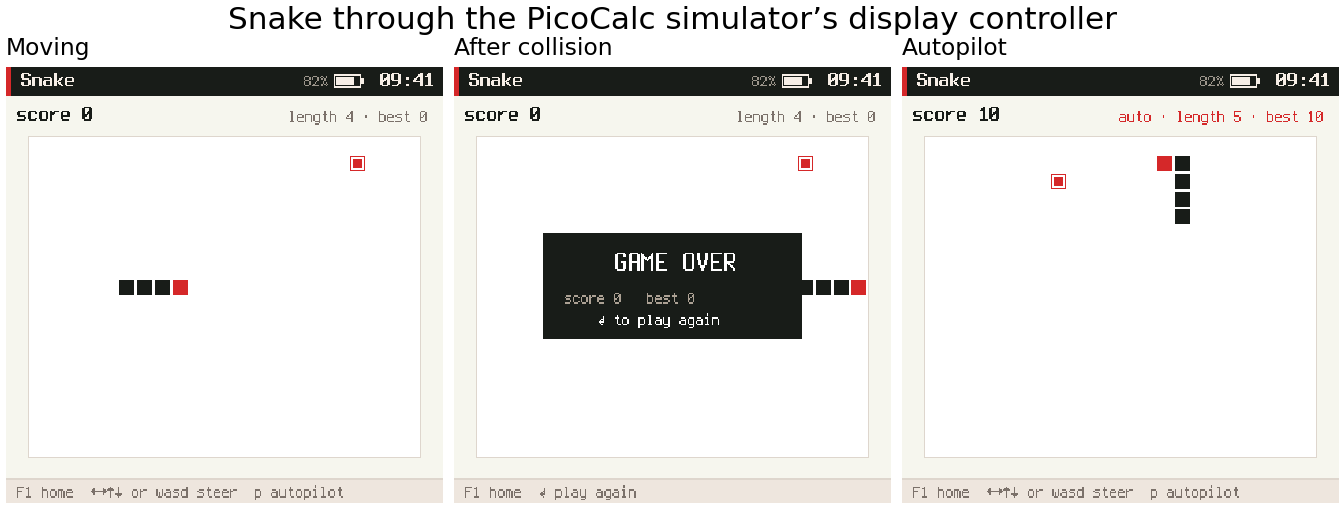 Snake through the PicoCalc simulator’s display controller
Moving
Snake 82% 09:41
score 0 length 4 · best 0
F1 home ←→↑↓ or wasd steer p autopilot
After collision
Snake 82% 09:41
score 0 length 4 · best 0
GAME OVER
score 0 best 0
↲ to play again
F1 home ↲ play again
Autopilot
Snake 82% 09:41
score 10 auto · length 5 · best 10
F1 home ←→↑↓ or wasd steer p autopilot